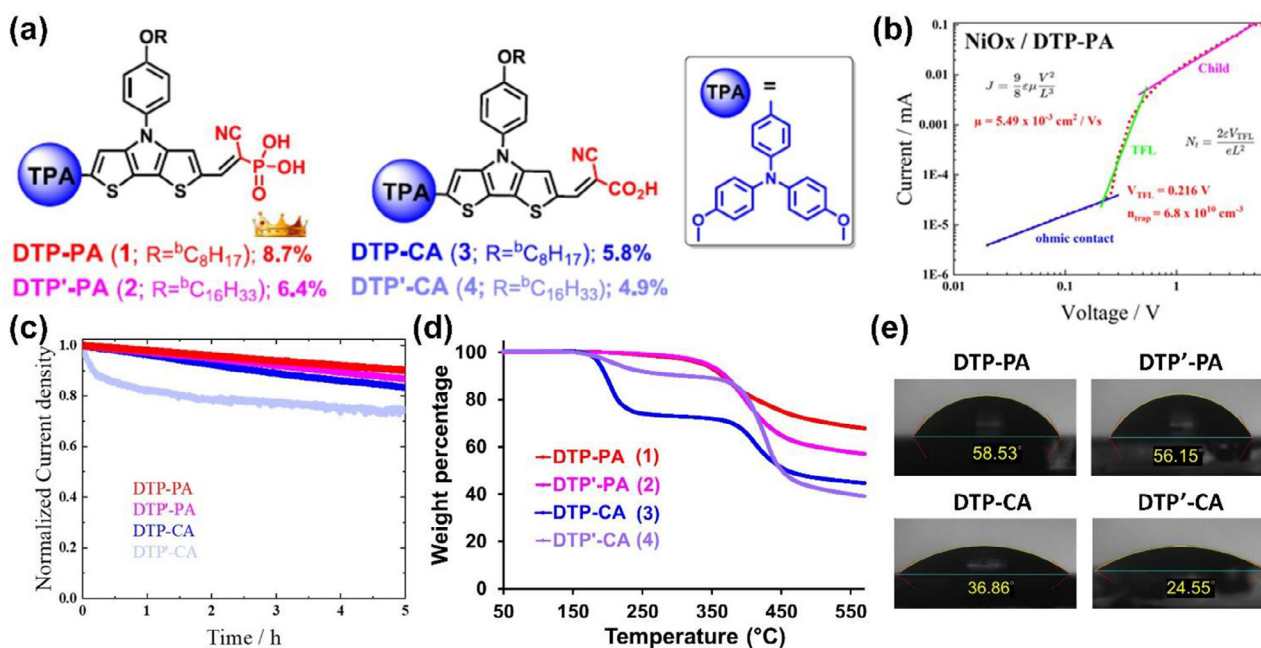 (a)
OR
OR
TPA
=
N
N
N
NC
OH
P
OH
O
TPA
S
S
TPA
S
S
NC
CO₂H
O
O
DTP-PA (1; R=ᵇC₈H₁₇); 8.7%
DTP'-PA (2; R=ᵇC₁₆H₃₃); 6.4%
DTP-CA (3; R=ᵇC₈H₁₇); 5.8%
DTP'-CA (4; R=ᵇC₁₆H₃₃); 4.9%
(b)
NiOx / DTP-PA
J = 9/8 εμ V²/L³
μ = 5.49 x 10⁻³ cm² / Vs
Child
TFL
Nₜ = 2εV_TFL / eL²
V_TFL = 0.216 V
n_trap = 6.8 x 10¹⁰ cm⁻³
ohmic contact
0.1
0.01
0.001
1E-4
1E-5
1E-6
Current / mA
0.01
0.1
1
Voltage / V
(c)
1.0
0.8
0.6
0.4
0.2
0.0
Normalized Current density
DTP-PA
DTP'-PA
DTP-CA
DTP'-CA
0
1
2
3
4
5
Time / h
(d)
100
80
60
40
20
0
Weight percentage
DTP-PA (1)
DTP'-PA (2)
DTP-CA (3)
DTP'-CA (4)
50
150
250
350
450
550
Temperature (°C)
(e)
DTP-PA
DTP′-PA
58.53°
56.15°
DTP-CA
DTP′-CA
36.86°
24.55°